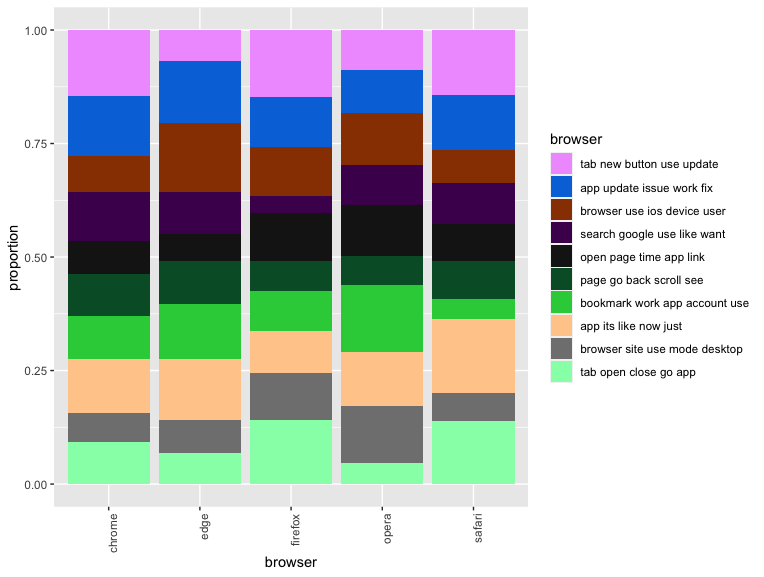 1.00
0.75
0.50
0.25
0.00
proportion
chrome
edge
firefox
opera
safari
browser
browser
tab new button use update
app update issue work fix
browser use ios device user
search google use like want
open page time app link
page go back scroll see
bookmark work app account use
app its like now just
browser site use mode desktop
tab open close go app